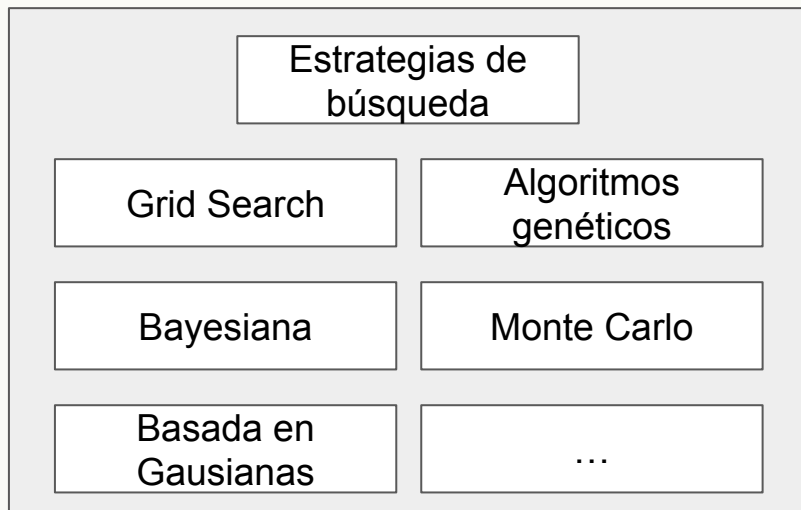 Estrategias de
búsqueda
Grid Search
Algoritmos
genéticos
Bayesiana
Monte Carlo
Basada en
Gausianas
…